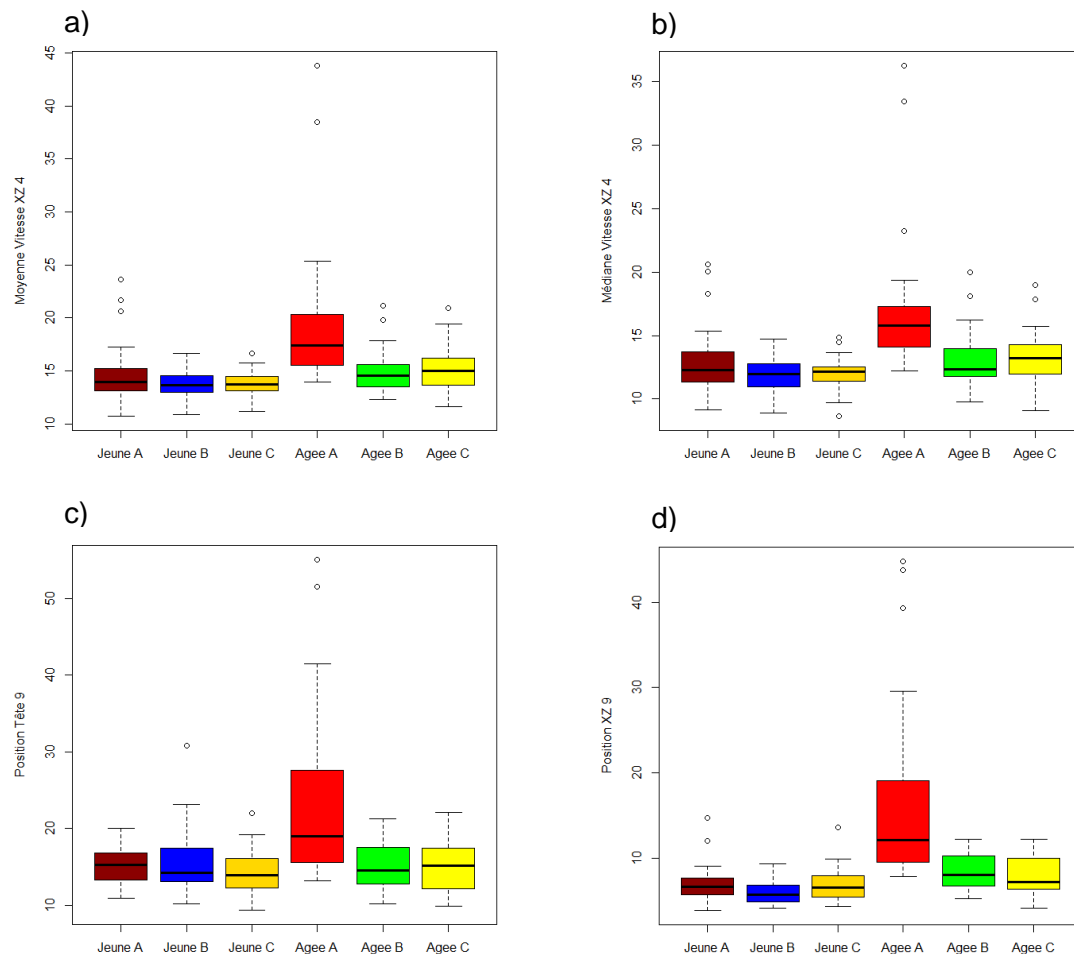 a)
Moyenne Vitesse XZ 4
45
40
35
30
25
20
15
10
Jeune A Jeune B Jeune C Agee A Agee B Agee C
b)
Médiane Vitesse XZ 4
35
30
25
20
15
10
Jeune A Jeune B Jeune C Agee A Agee B Agee C
c)
Position Tête 9
50
40
30
20
10
Jeune A Jeune B Jeune C Agee A Agee B Agee C
d)
Position XZ 9
40
30
20
10
Jeune A Jeune B Jeune C Agee A Agee B Agee C